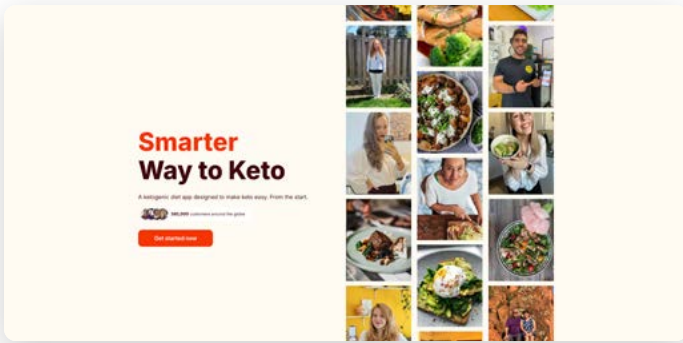 Smarter
Way to Keto
A ketogenic diet app designed to make keto easy. From the start.
customers around the globe
Get started now